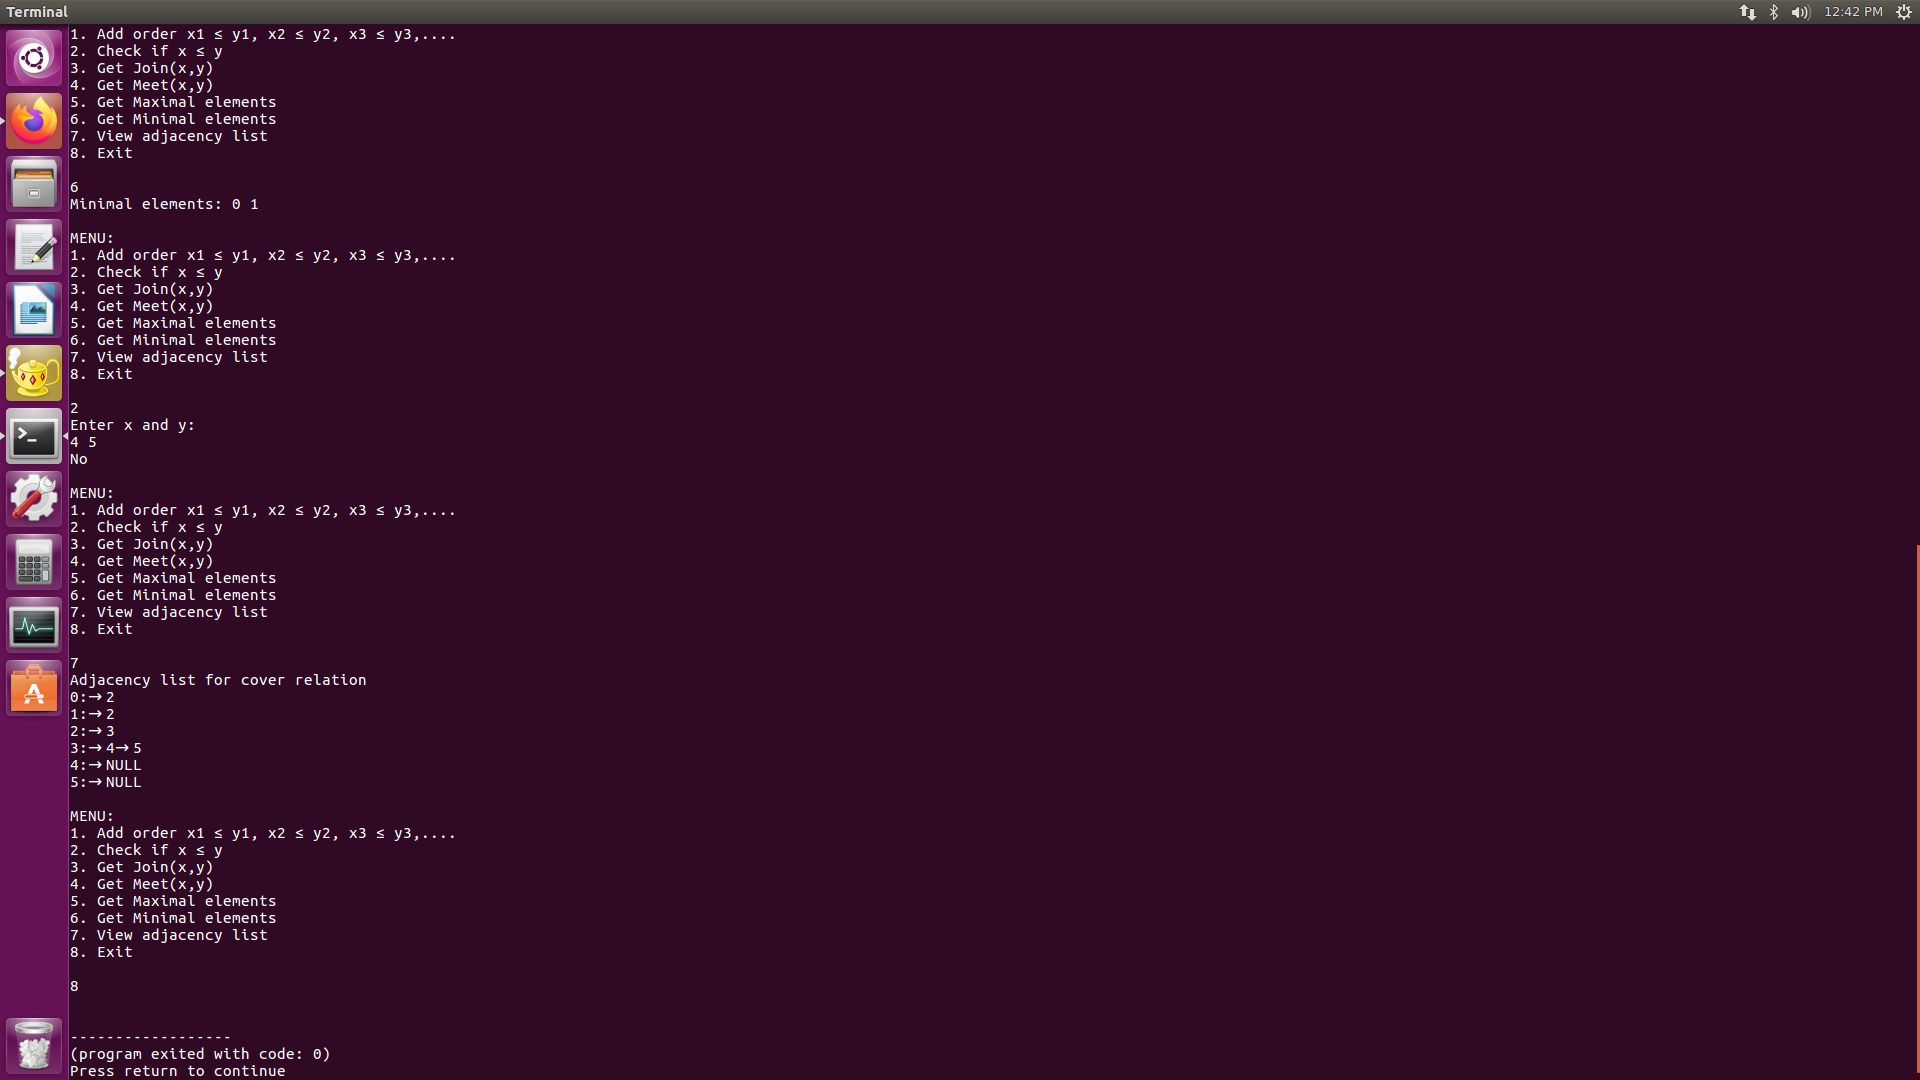 Terminal
12:42 PM
1. Add order x1 ≤ y1, x2 ≤ y2, x3 ≤ y3,....
2. Check if x ≤ y
3. Get Join(x,y)
4. Get Meet(x,y)
5. Get Maximal elements
6. Get Minimal elements
7. View adjacency list
8. Exit
6
Minimal elements: 0 1
MENU:
1. Add order x1 ≤ y1, x2 ≤ y2, x3 ≤ y3,....
2. Check if x ≤ y
3. Get Join(x,y)
4. Get Meet(x,y)
5. Get Maximal elements
6. Get Minimal elements
7. View adjacency list
8. Exit
2
Enter x and y:
4 5
No
MENU:
1. Add order x1 ≤ y1, x2 ≤ y2, x3 ≤ y3,....
2. Check if x ≤ y
3. Get Join(x,y)
4. Get Meet(x,y)
5. Get Maximal elements
6. Get Minimal elements
7. View adjacency list
8. Exit
7
Adjacency list for cover relation
0:→2
1:→2
2:→3
3:→4→5
4:→NULL
5:→NULL
MENU:
1. Add order x1 ≤ y1, x2 ≤ y2, x3 ≤ y3,....
2. Check if x ≤ y
3. Get Join(x,y)
4. Get Meet(x,y)
5. Get Maximal elements
6. Get Minimal elements
7. View adjacency list
8. Exit
8
------------------
(program exited with code: 0)
Press return to continue